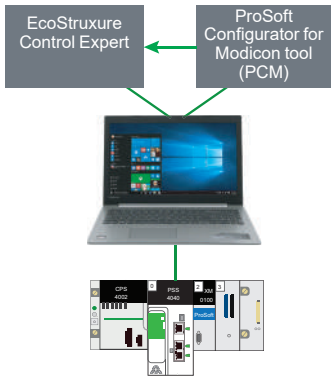 EcoStruxure
Control Expert
ProSoft
Configurator for
Modicon tool
(PCM)
CPS
4002
0
PSS
4040
2
XM
0100
ProSoft
3